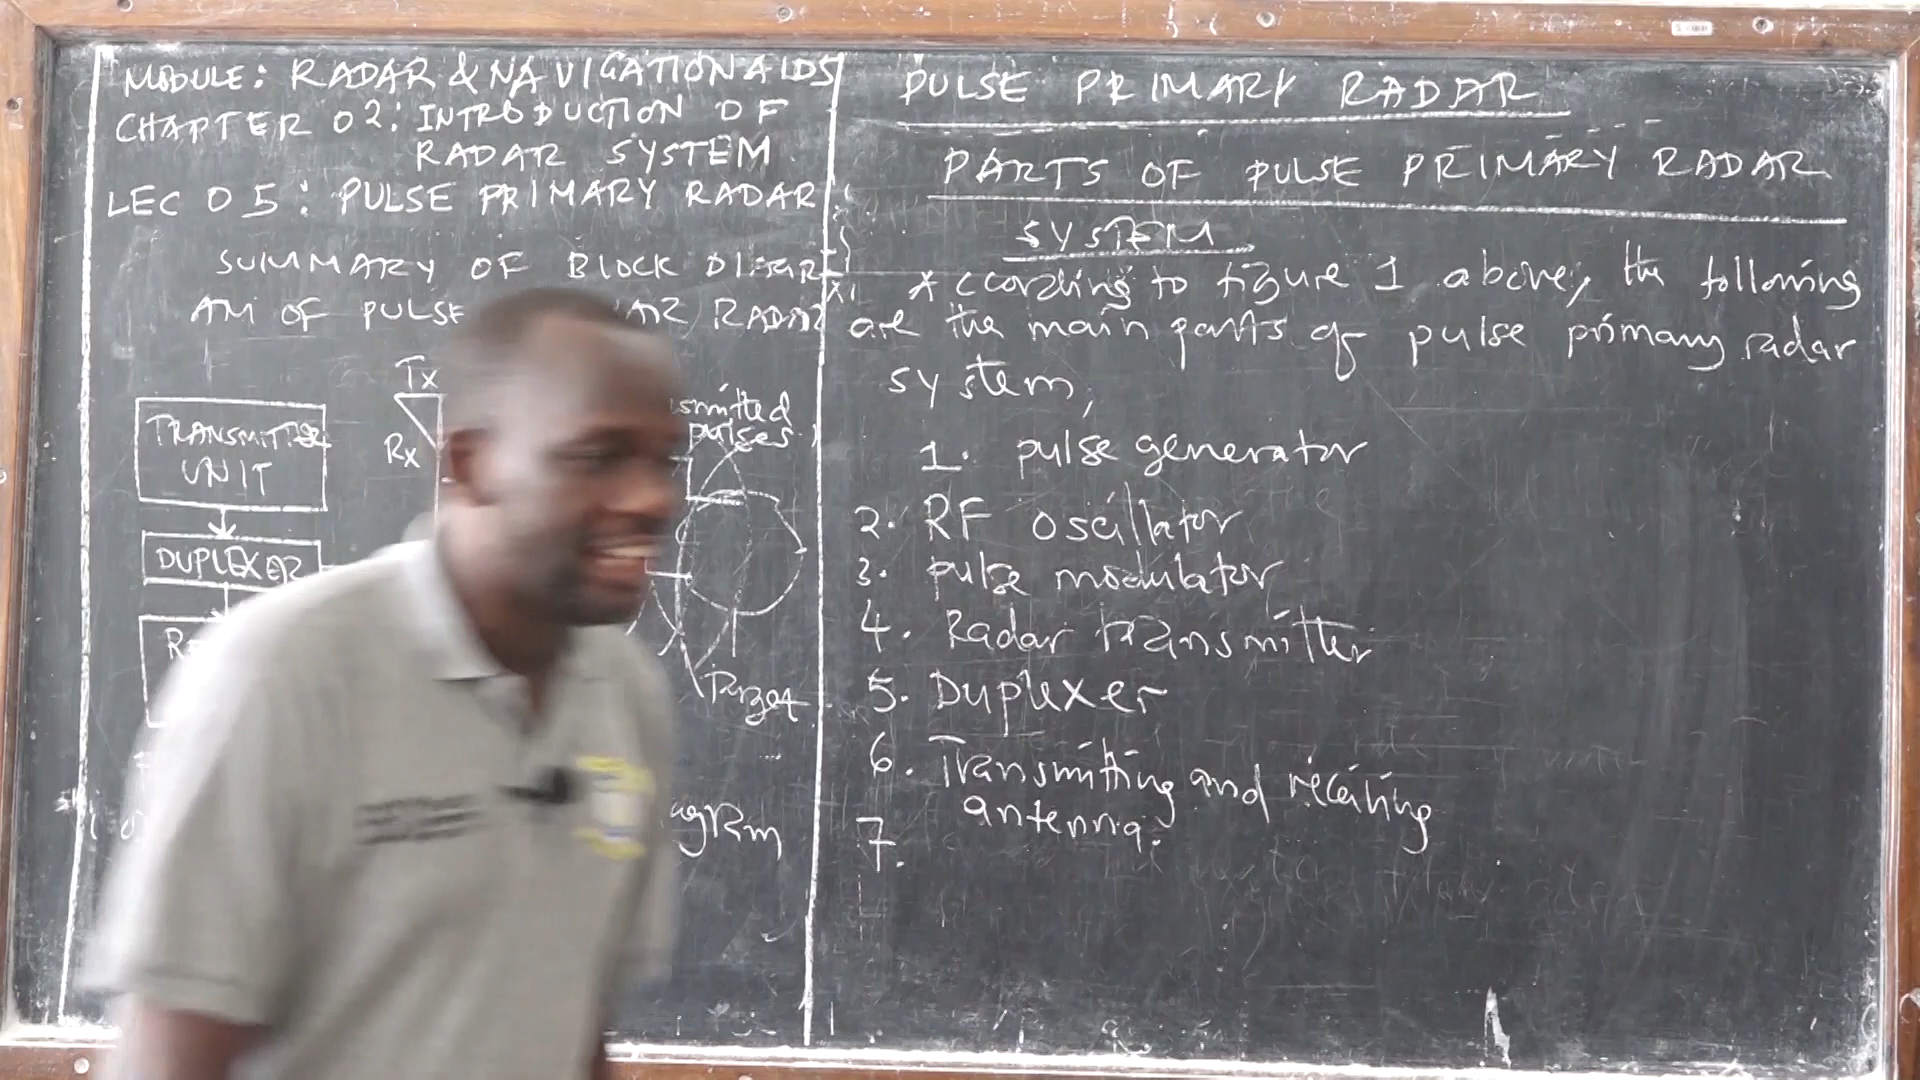 MODULE: RADAR & NAVIGATION AIDS
CHAPTER 02: INTRODUCTION OF
RADAR SYSTEM
LEC 05: PULSE PRIMARY RADAR
SUMMARY OF BLOCK DIAGR
AM OF PULSE RADAR
Tx
Rx
TRANSMITTER
UNIT
DUPLEXER
pulses
Target
PULSE PRIMARY RADAR
PARTS OF PULSE PRIMARY RADAR
SYSTEM
According to figure 1 above, the following
are the main parts of pulse primary radar
system,
1. pulse generator
2. RF oscillator
3. pulse modulator
4. Radar transmitter
5. Duplexer
6. Transmitting and receiving
antenna.
7.